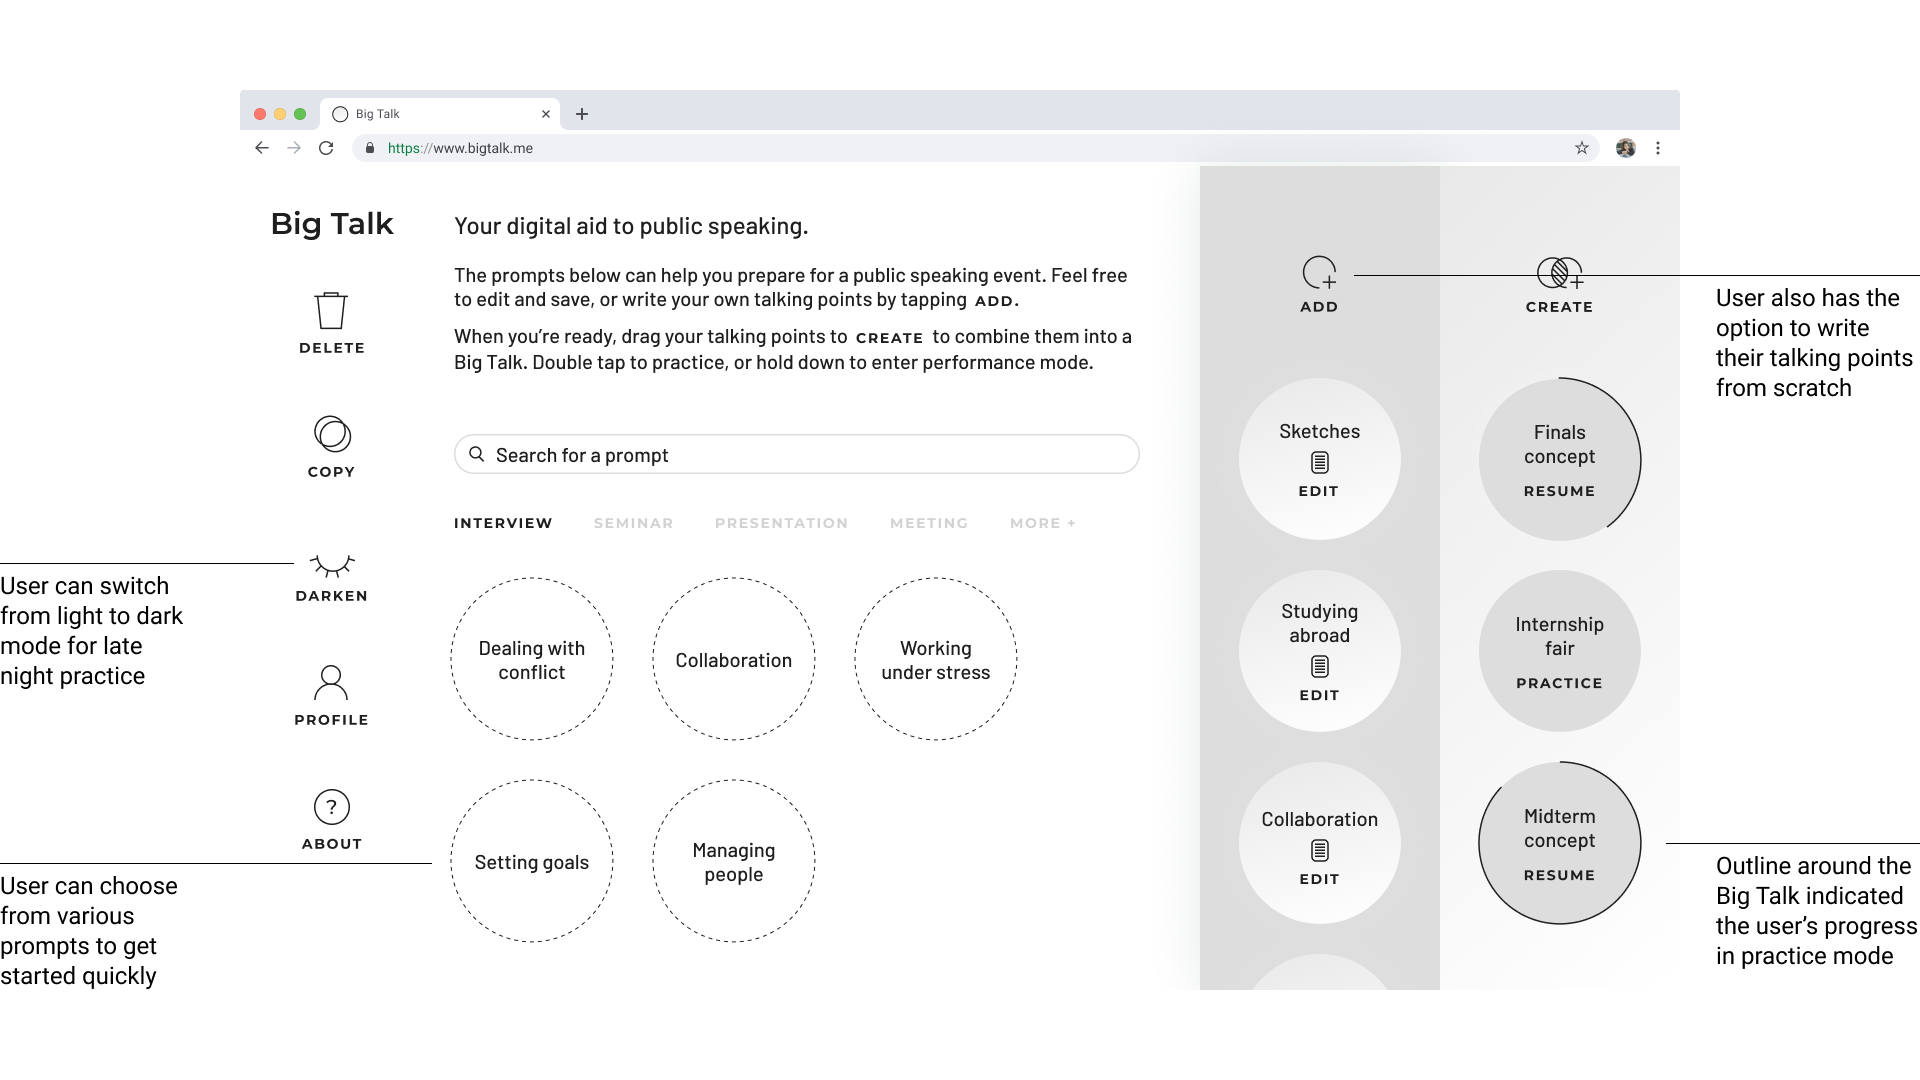 Big Talk
https://www.bigtalk.me
Big Talk
DELETE
COPY
DARKEN
PROFILE
?
ABOUT
Your digital aid to public speaking.
The prompts below can help you prepare for a public speaking event. Feel free
to edit and save, or write your own talking points by tapping ADD.
When you’re ready, drag your talking points to CREATE to combine them into a
Big Talk. Double tap to practice, or hold down to enter performance mode.
Search for a prompt
INTERVIEW SEMINAR PRESENTATION MEETING MORE +
Dealing with
conflict
Collaboration
Working
under stress
Setting goals
Managing
people
ADD
Sketches
EDIT
Studying
abroad
EDIT
Collaboration
EDIT
CREATE
Finals
concept
RESUME
Internship
fair
PRACTICE
Midterm
concept
RESUME
User can switch
from light to dark
mode for late
night practice
User can choose
from various
prompts to get
started quickly
User also has the
option to write
their talking points
from scratch
Outline around the
Big Talk indicated
the user’s progress
in practice mode